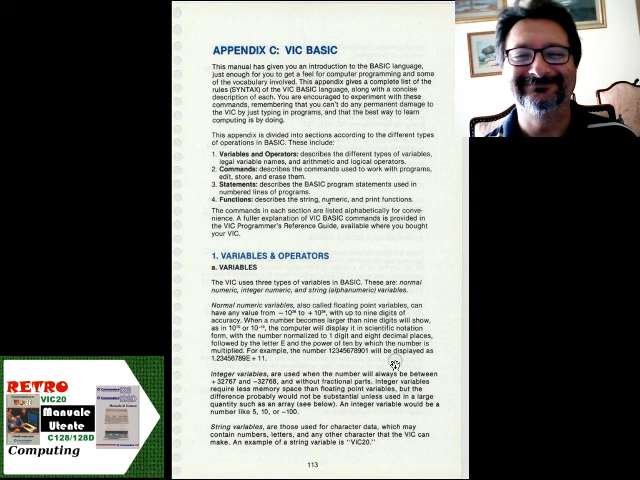 APPENDIX C: VIC BASIC
This manual has given you an introduction to the BASIC language,
just enough for you to get a feel for computer programming and some
of the vocabulary involved. This appendix gives a complete list of the
rules (SYNTAX) of the VIC BASIC language, along with a concise
description of each. You are encouraged to experiment with these
commands, remembering that you can't do any permanent damage to
the VIC by just typing in programs, and that the best way to learn
computing is by doing.
This appendix is divided into sections according to the different types
of operations in BASIC. These include:
1. Variables and Operators: describes the different types of variables,
legal variable names, and arithmetic and logical operators.
2. Commands: describes the commands used to work with programs,
edit, store, and erase them.
3. Statements: describes the BASIC program statements used in
numbered lines of programs.
4. Functions: describes the string, numeric, and print functions.
The commands in each section are listed alphabetically for conve-
nience. A fuller explanation of VIC BASIC commands is provided in
the VIC Programmer's Reference Guide, available where you bought
your VIC.
1. VARIABLES & OPERATORS
a. VARIABLES
The VIC uses three types of variables in BASIC. These are: normal
numeric, integer numeric, and string (alphanumeric) variables.
Normal numeric variables, also called floating point variables, can
have any value from −10³⁸ to +10³⁸, with up to nine digits of
accuracy. When a number becomes larger than nine digits will show,
as in 10¹⁰ or 10⁻¹⁰, the computer will display it in scientific notation
form, with the number normalized to 1 digit and eight decimal places,
followed by the letter E and the power of ten by which the number is
multiplied. For example, the number 12345678901 will be displayed as
1.23456789E+11.
Integer variables, are used when the number will always be between
+32767 and −32768, and without fractional parts. Integer variables
require less memory space than floating point variables, but the
difference probably would not be substantial unless used in a large
quantity such as an array (see below). An integer variable would be a
number like 5, 10, or −100.
String variables, are those used for character data, which may
contain numbers, letters, and any other character that the VIC can
make. An example of a string variable is "VIC20."
113
RETRO
VIC20
Manuale
Utente
C128/128D
Computing